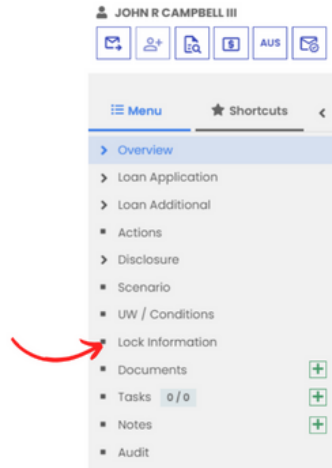 JOHN R CAMPBELL III
AUS
Menu Shortcuts
Overview
Loan Application
Loan Additional
Actions
Disclosure
Scenario
UW / Conditions
Lock Information
Documents
Tasks 0 / 0
Notes
Audit